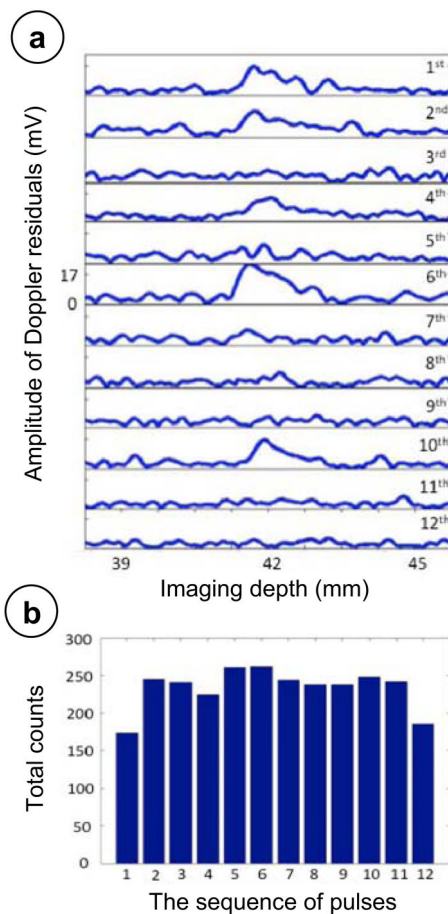 a
Amplitude of Doppler residuals (mV)
1st
2nd
3rd
4th
5th
17
0
6th
7th
8th
9th
10th
11th
12th
39 42 45
Imaging depth (mm)
b
Total counts
300
250
200
150
100
50
0
1 2 3 4 5 6 7 8 9 10 11 12
The sequence of pulses